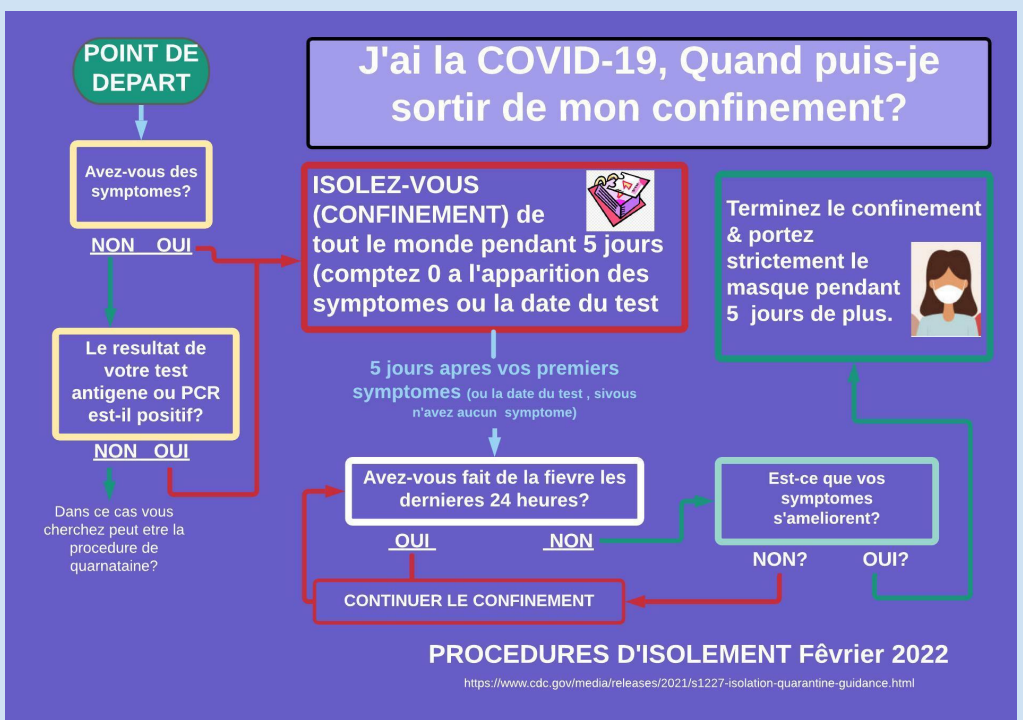 POINT DE
DEPART
J'ai la COVID-19, Quand puis-je
sortir de mon confinement?
Avez-vous des
symptomes?
NON OUI
ISOLEZ-VOUS
(CONFINEMENT) de
tout le monde pendant 5 jours
(comptez 0 a l'apparition des
symptomes ou la date du test
Terminez le confinement
& portez
strictement le
masque pendant
5 jours de plus.
Le resultat de
votre test
antigene ou PCR
est-il positif?
NON OUI
Dans ce cas vous
cherchez peut etre la
procedure de
quarnataine?
5 jours apres vos premiers
symptomes (ou la date du test , sivous
n'avez aucun symptome)
Avez-vous fait de la fievre les
dernieres 24 heures?
OUI NON
Est-ce que vos
symptomes
s'ameliorent?
NON? OUI?
CONTINUER LE CONFINEMENT
PROCEDURES D'ISOLEMENT Fêvrier 2022
https://www.cdc.gov/media/releases/2021/s1227-isolation-quarantine-guidance.html